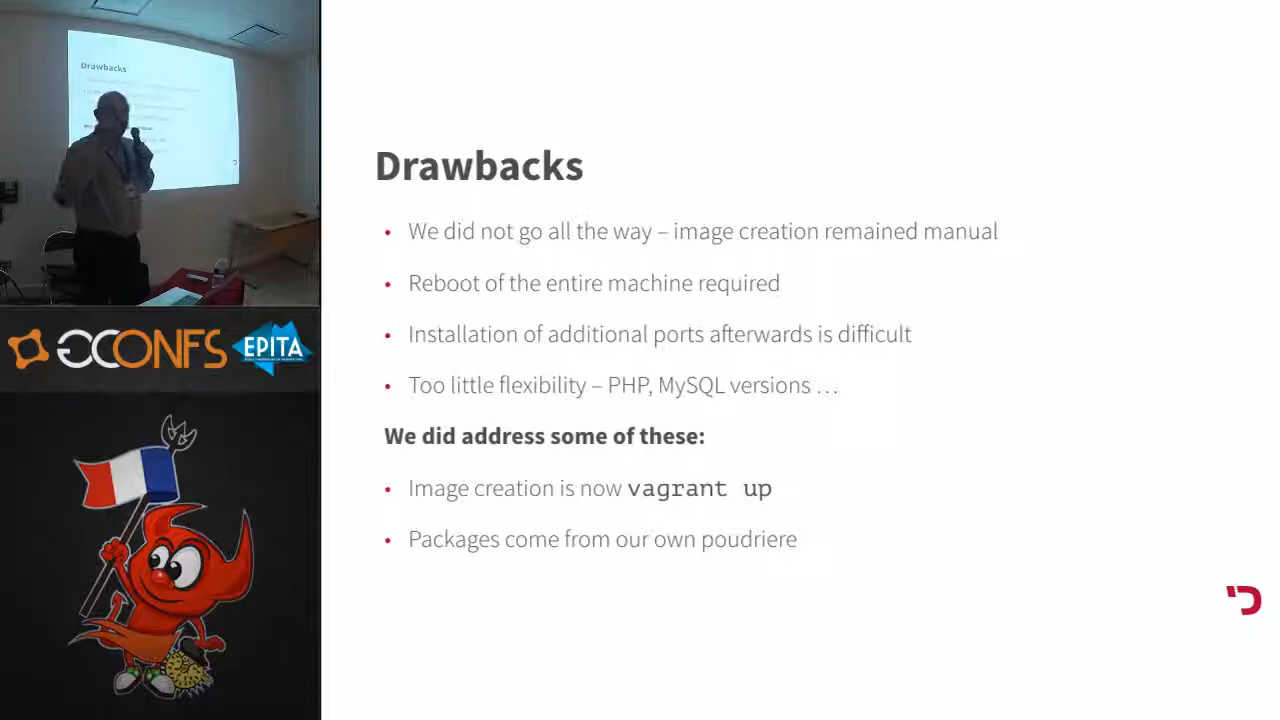 Drawbacks
GCONFS
EPITA
Drawbacks
• We did not go all the way – image creation remained manual
• Reboot of the entire machine required
• Installation of additional ports afterwards is difficult
• Too little flexibility – PHP, MySQL versions …
We did address some of these:
• Image creation is now vagrant up
• Packages come from our own poudriere